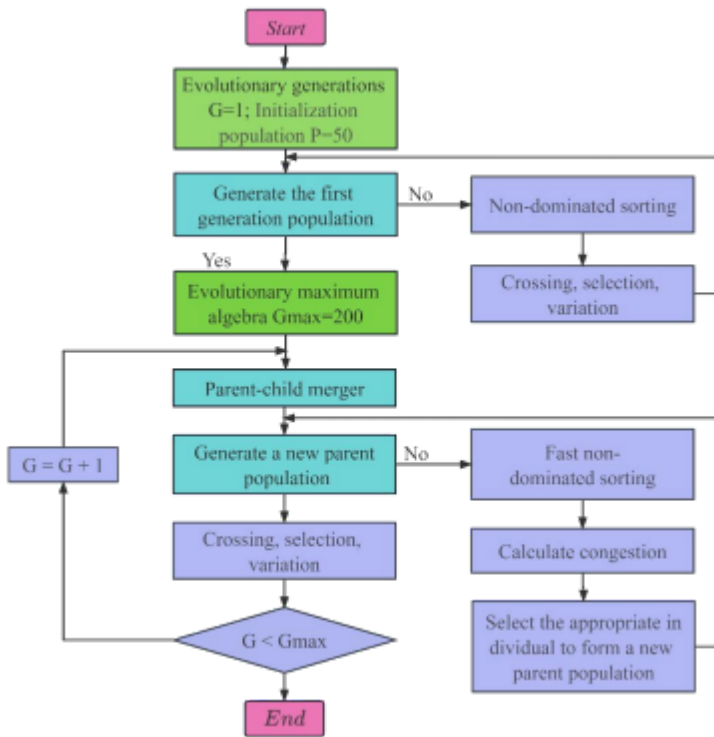 Start
Evolutionary generations
G=1; Initialization
population P=50
Generate the first
generation population
No
Non-dominated sorting
Crossing, selection,
variation
Yes
Evolutionary maximum
algebra Gmax=200
Parent-child merger
G = G + 1
Generate a new parent
population
No
Fast non-
dominated sorting
Crossing, selection,
variation
Calculate congestion
Select the appropriate in
dividual to form a new
parent population
G < Gmax
End